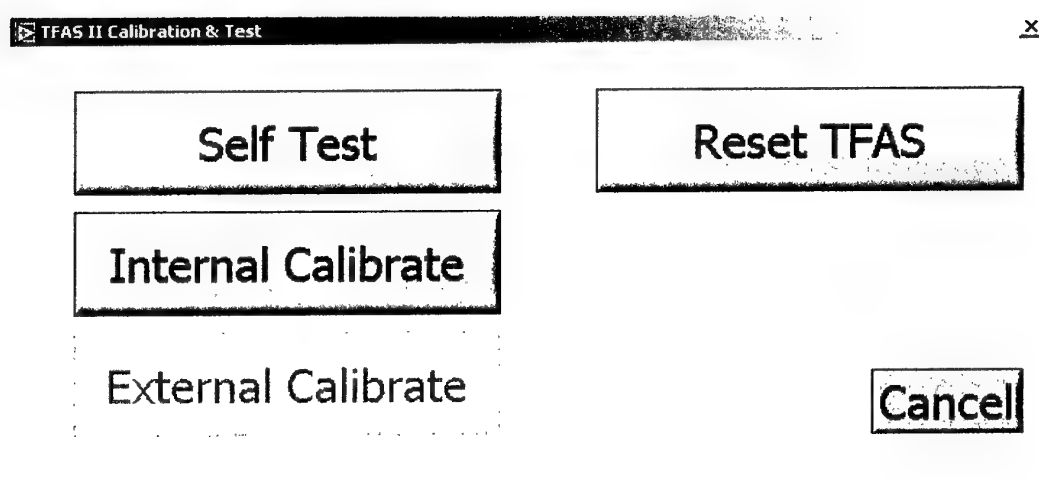 TFAS II Calibration & Test
Self Test
Reset TFAS
Internal Calibrate
External Calibrate
Cancel